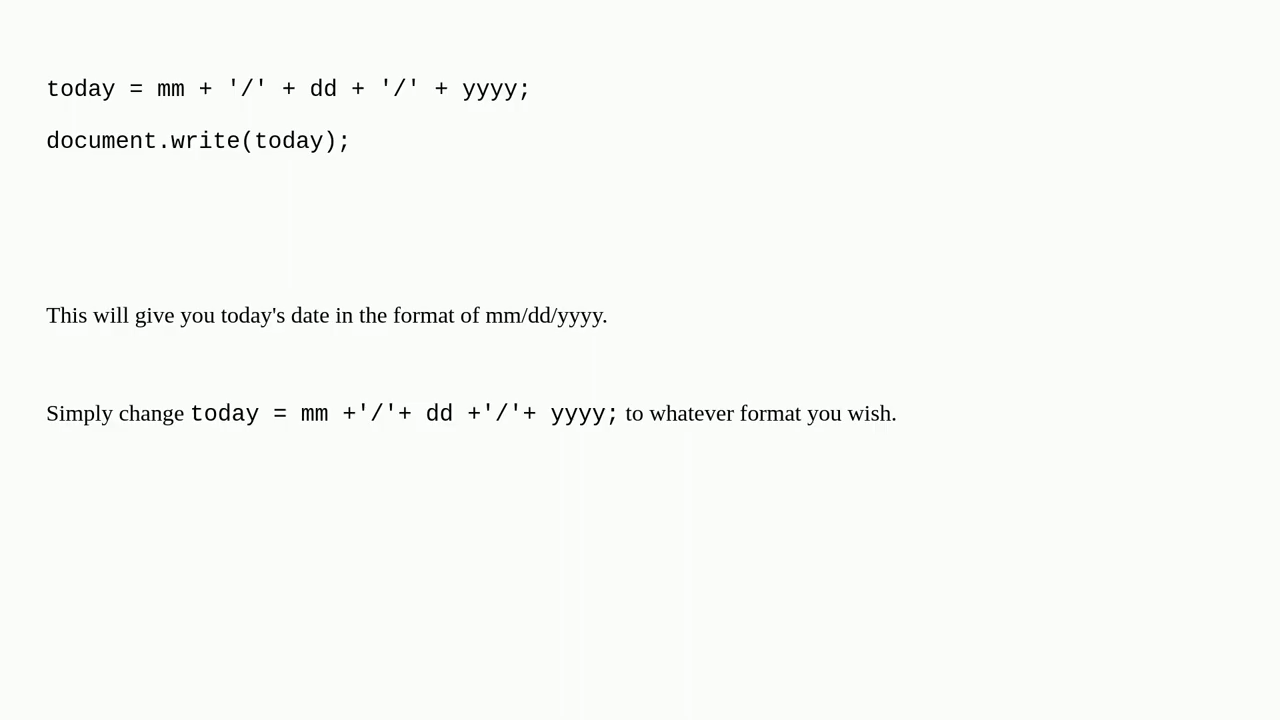 today = mm + '/' + dd + '/' + yyyy;
document.write(today);
This will give you today's date in the format of mm/dd/yyyy.
Simply change today = mm +'/'+ dd +'/'+ yyyy; to whatever format you wish.